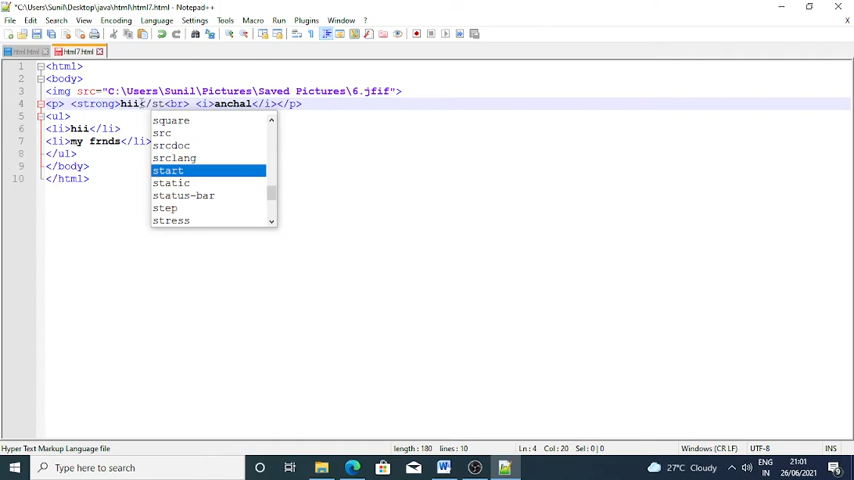 *C:\Users\Sunil\Desktop\java\html\html7.html - Notepad++
File Edit Search View Encoding Language Settings Tools Macro Run Plugins Window ?
html.html html7.html
1 <html>
2 <body>
3 <img src="C:\Users\Sunil\Pictures\Saved Pictures\6.jfif">
4 <p> <strong>hii</st<br> <i>anchal</i></p>
5 <ul>
6 <li>hii</li>
7 <li>my frnds</li>
8 </ul>
9 </body>
10 </html>
square
src
srcdoc
srclang
start
static
status-bar
step
stress
Hyper Text Markup Language file length : 180 lines : 10 Ln : 4 Col : 20 Sel : 0 | 0 Windows (CR LF) UTF-8 INS
Type here to search 27°C Cloudy ENG IN 21:01 26/06/2021